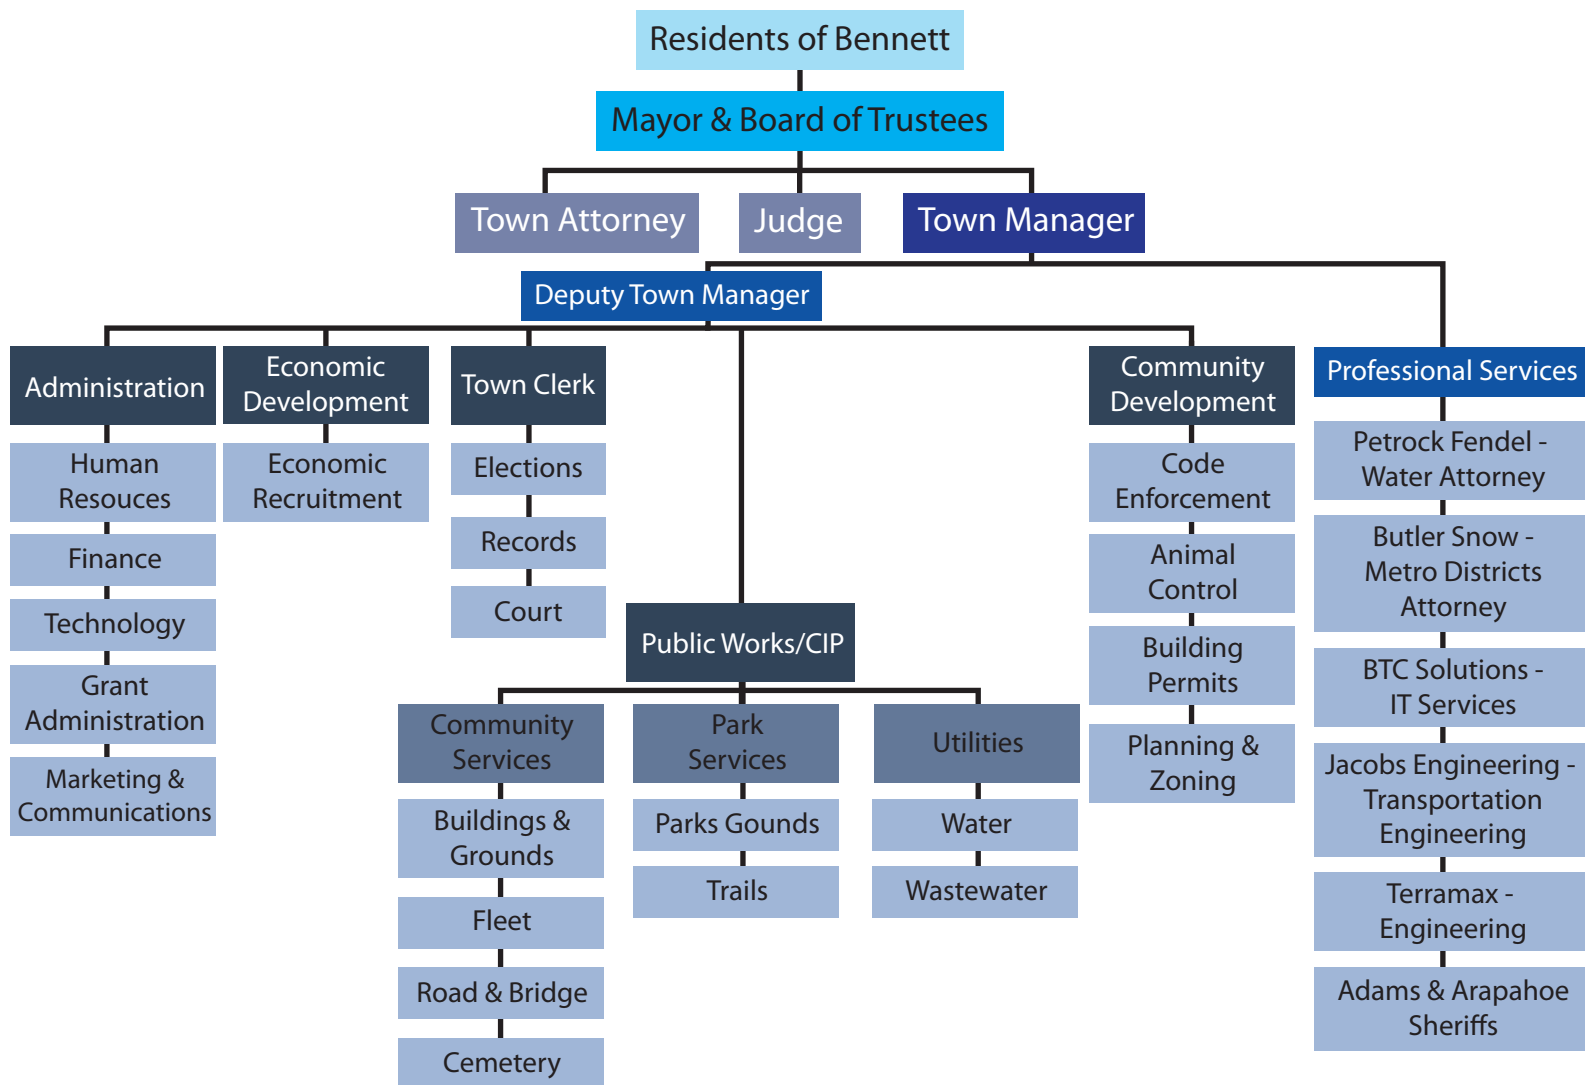 Residents of Bennett
Mayor & Board of Trustees
Town Attorney
Judge
Town Manager
Deputy Town Manager
Administration
Human
Resouces
Finance
Technology
Grant
Administration
Marketing &
Communications
Economic
Development
Economic
Recruitment
Town Clerk
Elections
Records
Court
Public Works/CIP
Community
Services
Buildings &
Grounds
Fleet
Road & Bridge
Cemetery
Park
Services
Parks Gounds
Trails
Utilities
Water
Wastewater
Community
Development
Code
Enforcement
Animal
Control
Building
Permits
Planning &
Zoning
Professional Services
Petrock Fendel -
Water Attorney
Butler Snow -
Metro Districts
Attorney
BTC Solutions -
IT Services
Jacobs Engineering -
Transportation
Engineering
Terramax -
Engineering
Adams & Arapahoe
Sheriffs